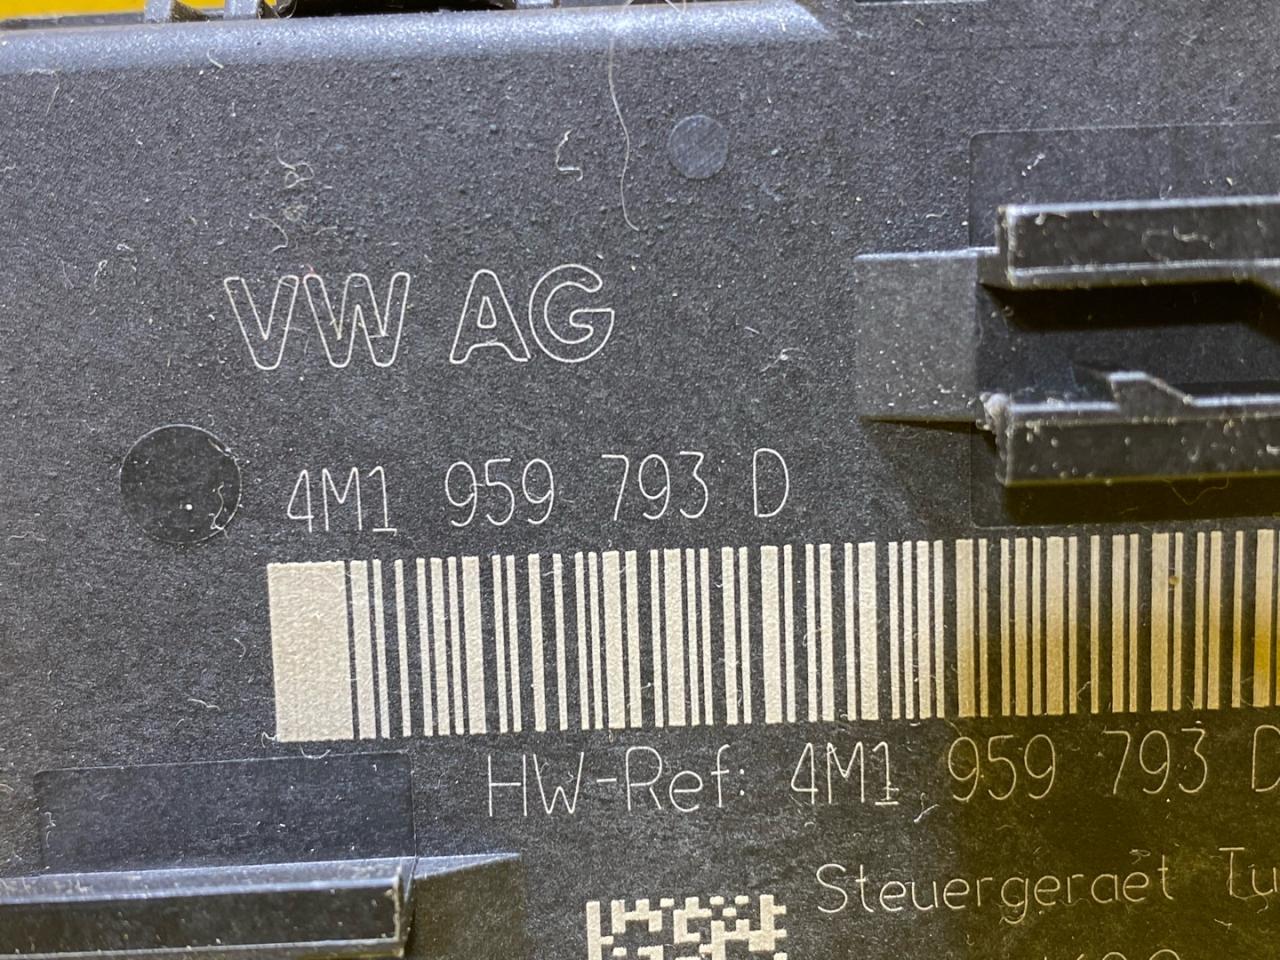 VW AG
4M1 959 793 D
HW-Ref: 4M1 959 793 D
Steuergeraet